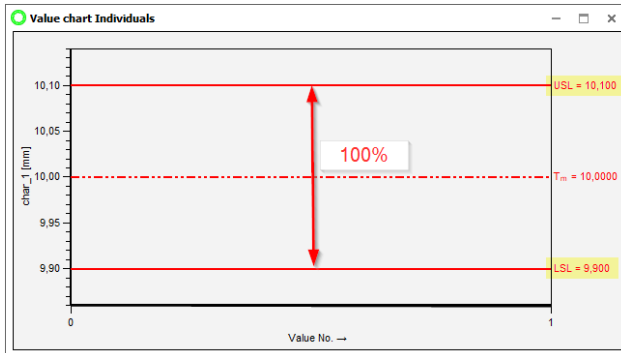 Value chart Individuals
10,10
10,05
10,00
9,95
9,90
char_1 [mm]
100%
USL = 10,100
Tm = 10,0000
LSL = 9,900
0
1
Value No. →